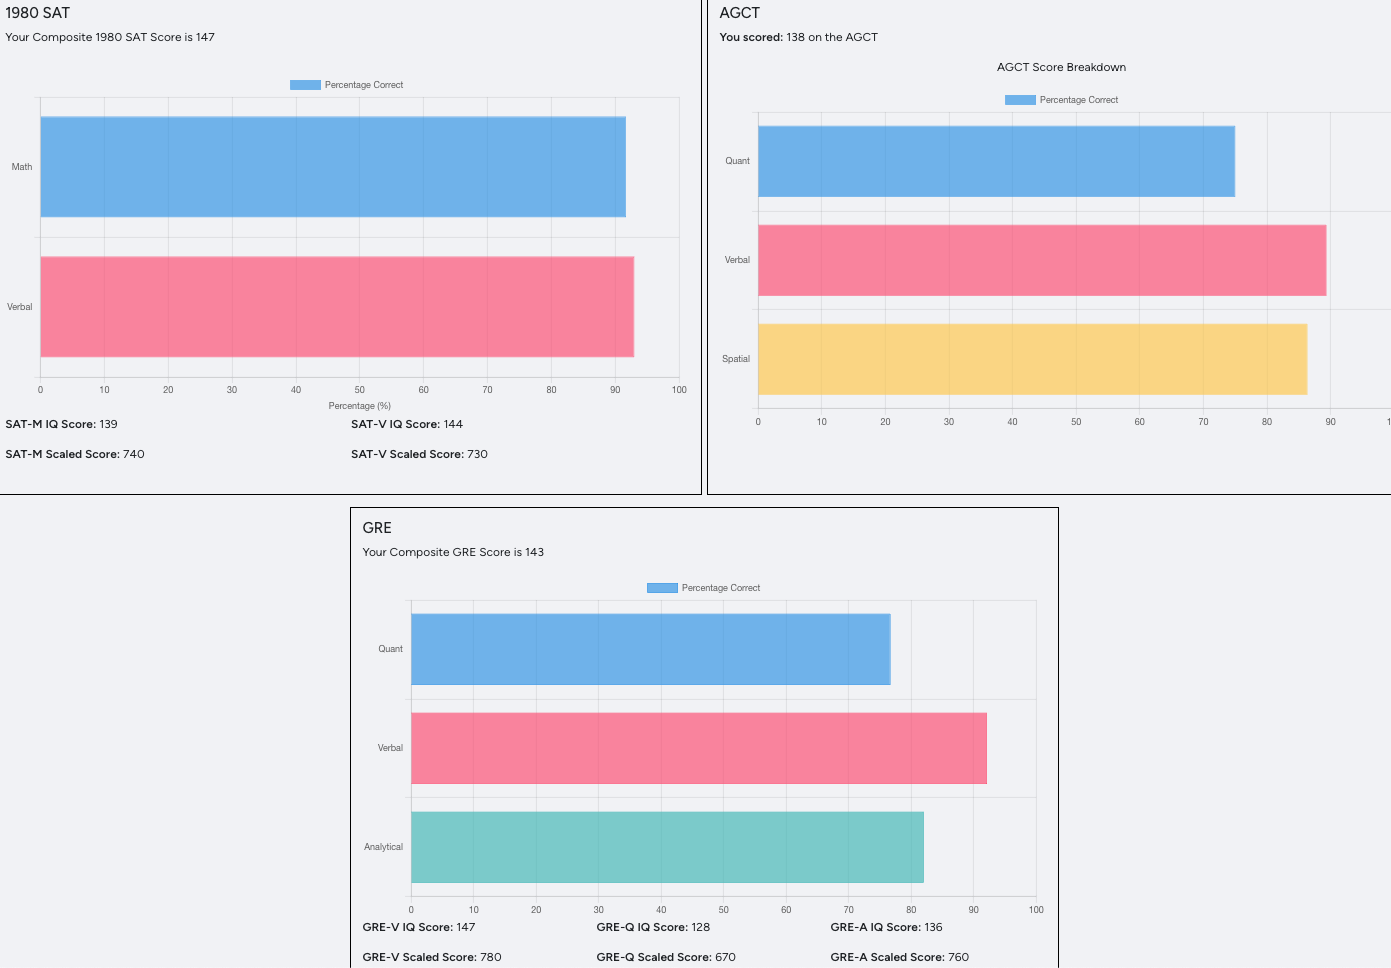 1980 SAT
Your Composite 1980 SAT Score is 147
Percentage Correct
Math
Verbal
0 10 20 30 40 50 60 70 80 90 100
Percentage (%)
SAT-M IQ Score: 139 SAT-V IQ Score: 144
SAT-M Scaled Score: 740 SAT-V Scaled Score: 730
AGCT
You scored: 138 on the AGCT
AGCT Score Breakdown
Percentage Correct
Quant
Verbal
Spatial
0 10 20 30 40 50 60 70 80 90
GRE
Your Composite GRE Score is 143
Percentage Correct
Quant
Verbal
Analytical
0 10 20 30 40 50 60 70 80 90 100
GRE-V IQ Score: 147 GRE-Q IQ Score: 128 GRE-A IQ Score: 136
GRE-V Scaled Score: 780 GRE-Q Scaled Score: 670 GRE-A Scaled Score: 760